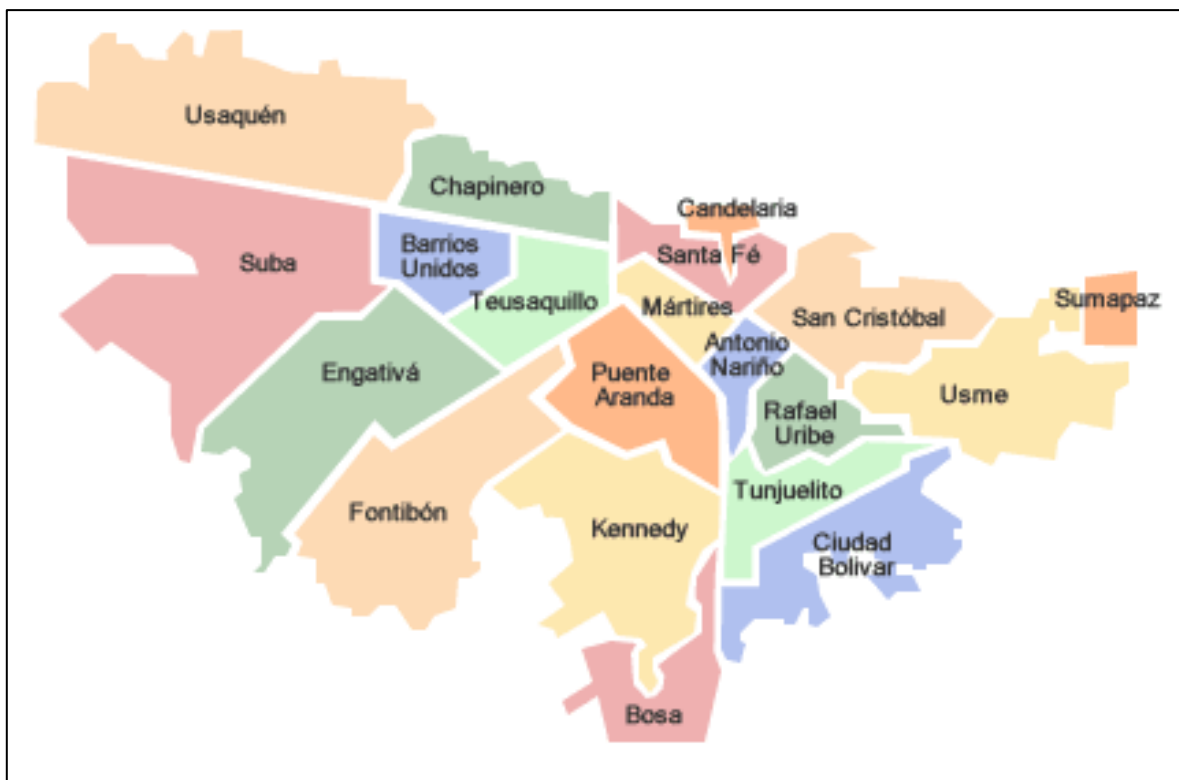 Usaquén
Chapinero
Candelaria
Suba
Barrios
Unidos
Santa Fé
Teusaquillo
Mártires
San Cristóbal
Sumapaz
Antonio
Nariño
Engativá
Puente
Aranda
Usme
Rafael
Uribe
Tunjuelito
Fontibón
Kennedy
Ciudad
Bolivar
Bosa